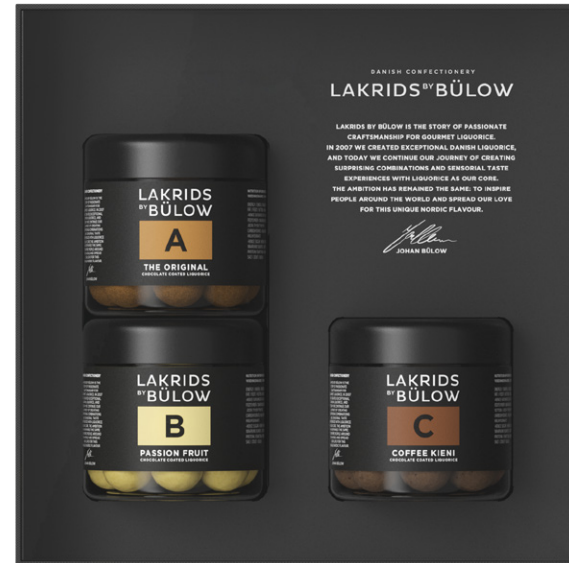 DANISH CONFECTIONERY
LAKRIDS BY BÜLOW
LAKRIDS BY BÜLOW IS THE STORY OF PASSIONATE
CRAFTSMANSHIP FOR GOURMET LIQUORICE.
IN 2007 WE CREATED EXCEPTIONAL DANISH LIQUORICE,
AND TODAY WE CONTINUE OUR JOURNEY OF CREATING
SURPRISING COMBINATIONS AND SENSORIAL TASTE
EXPERIENCES WITH LIQUORICE AS OUR CORE.
THE AMBITION HAS REMAINED THE SAME: TO INSPIRE
PEOPLE AROUND THE WORLD AND SPREAD OUR LOVE
FOR THIS UNIQUE NORDIC FLAVOUR.
JOHAN BÜLOW
LAKRIDS
BY BÜLOW
A
THE ORIGINAL
CHOCOLATE COATED LIQUORICE
LAKRIDS
BY BÜLOW
B
PASSION FRUIT
CHOCOLATE COATED LIQUORICE
LAKRIDS
BY BÜLOW
C
COFFEE KIENI
CHOCOLATE COATED LIQUORICE